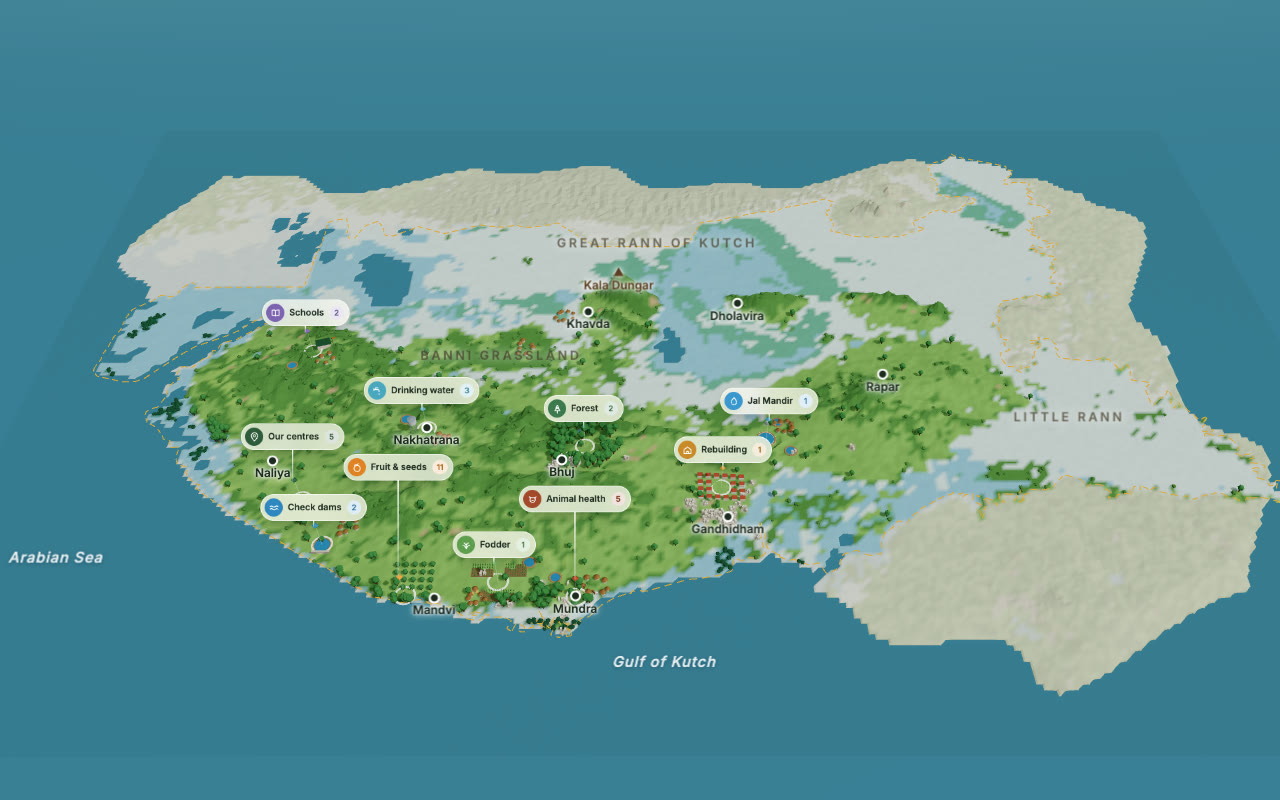 GREAT RANN OF KUTCH
Kala Dungar
Khavda
Dholavira
Schools 2
BANNI GRASSLAND
Drinking water 3
Rapar
Jal Mandir 1
Forest 2
LITTLE RANN
Our centres 5
Nakhatrana
Rebuilding 1
Naliya
Fruit & seeds 11
Bhuj
Animal health 5
Check dams 2
Gandhidham
Fodder 1
Arabian Sea
Mandvi
Mundra
Gulf of Kutch